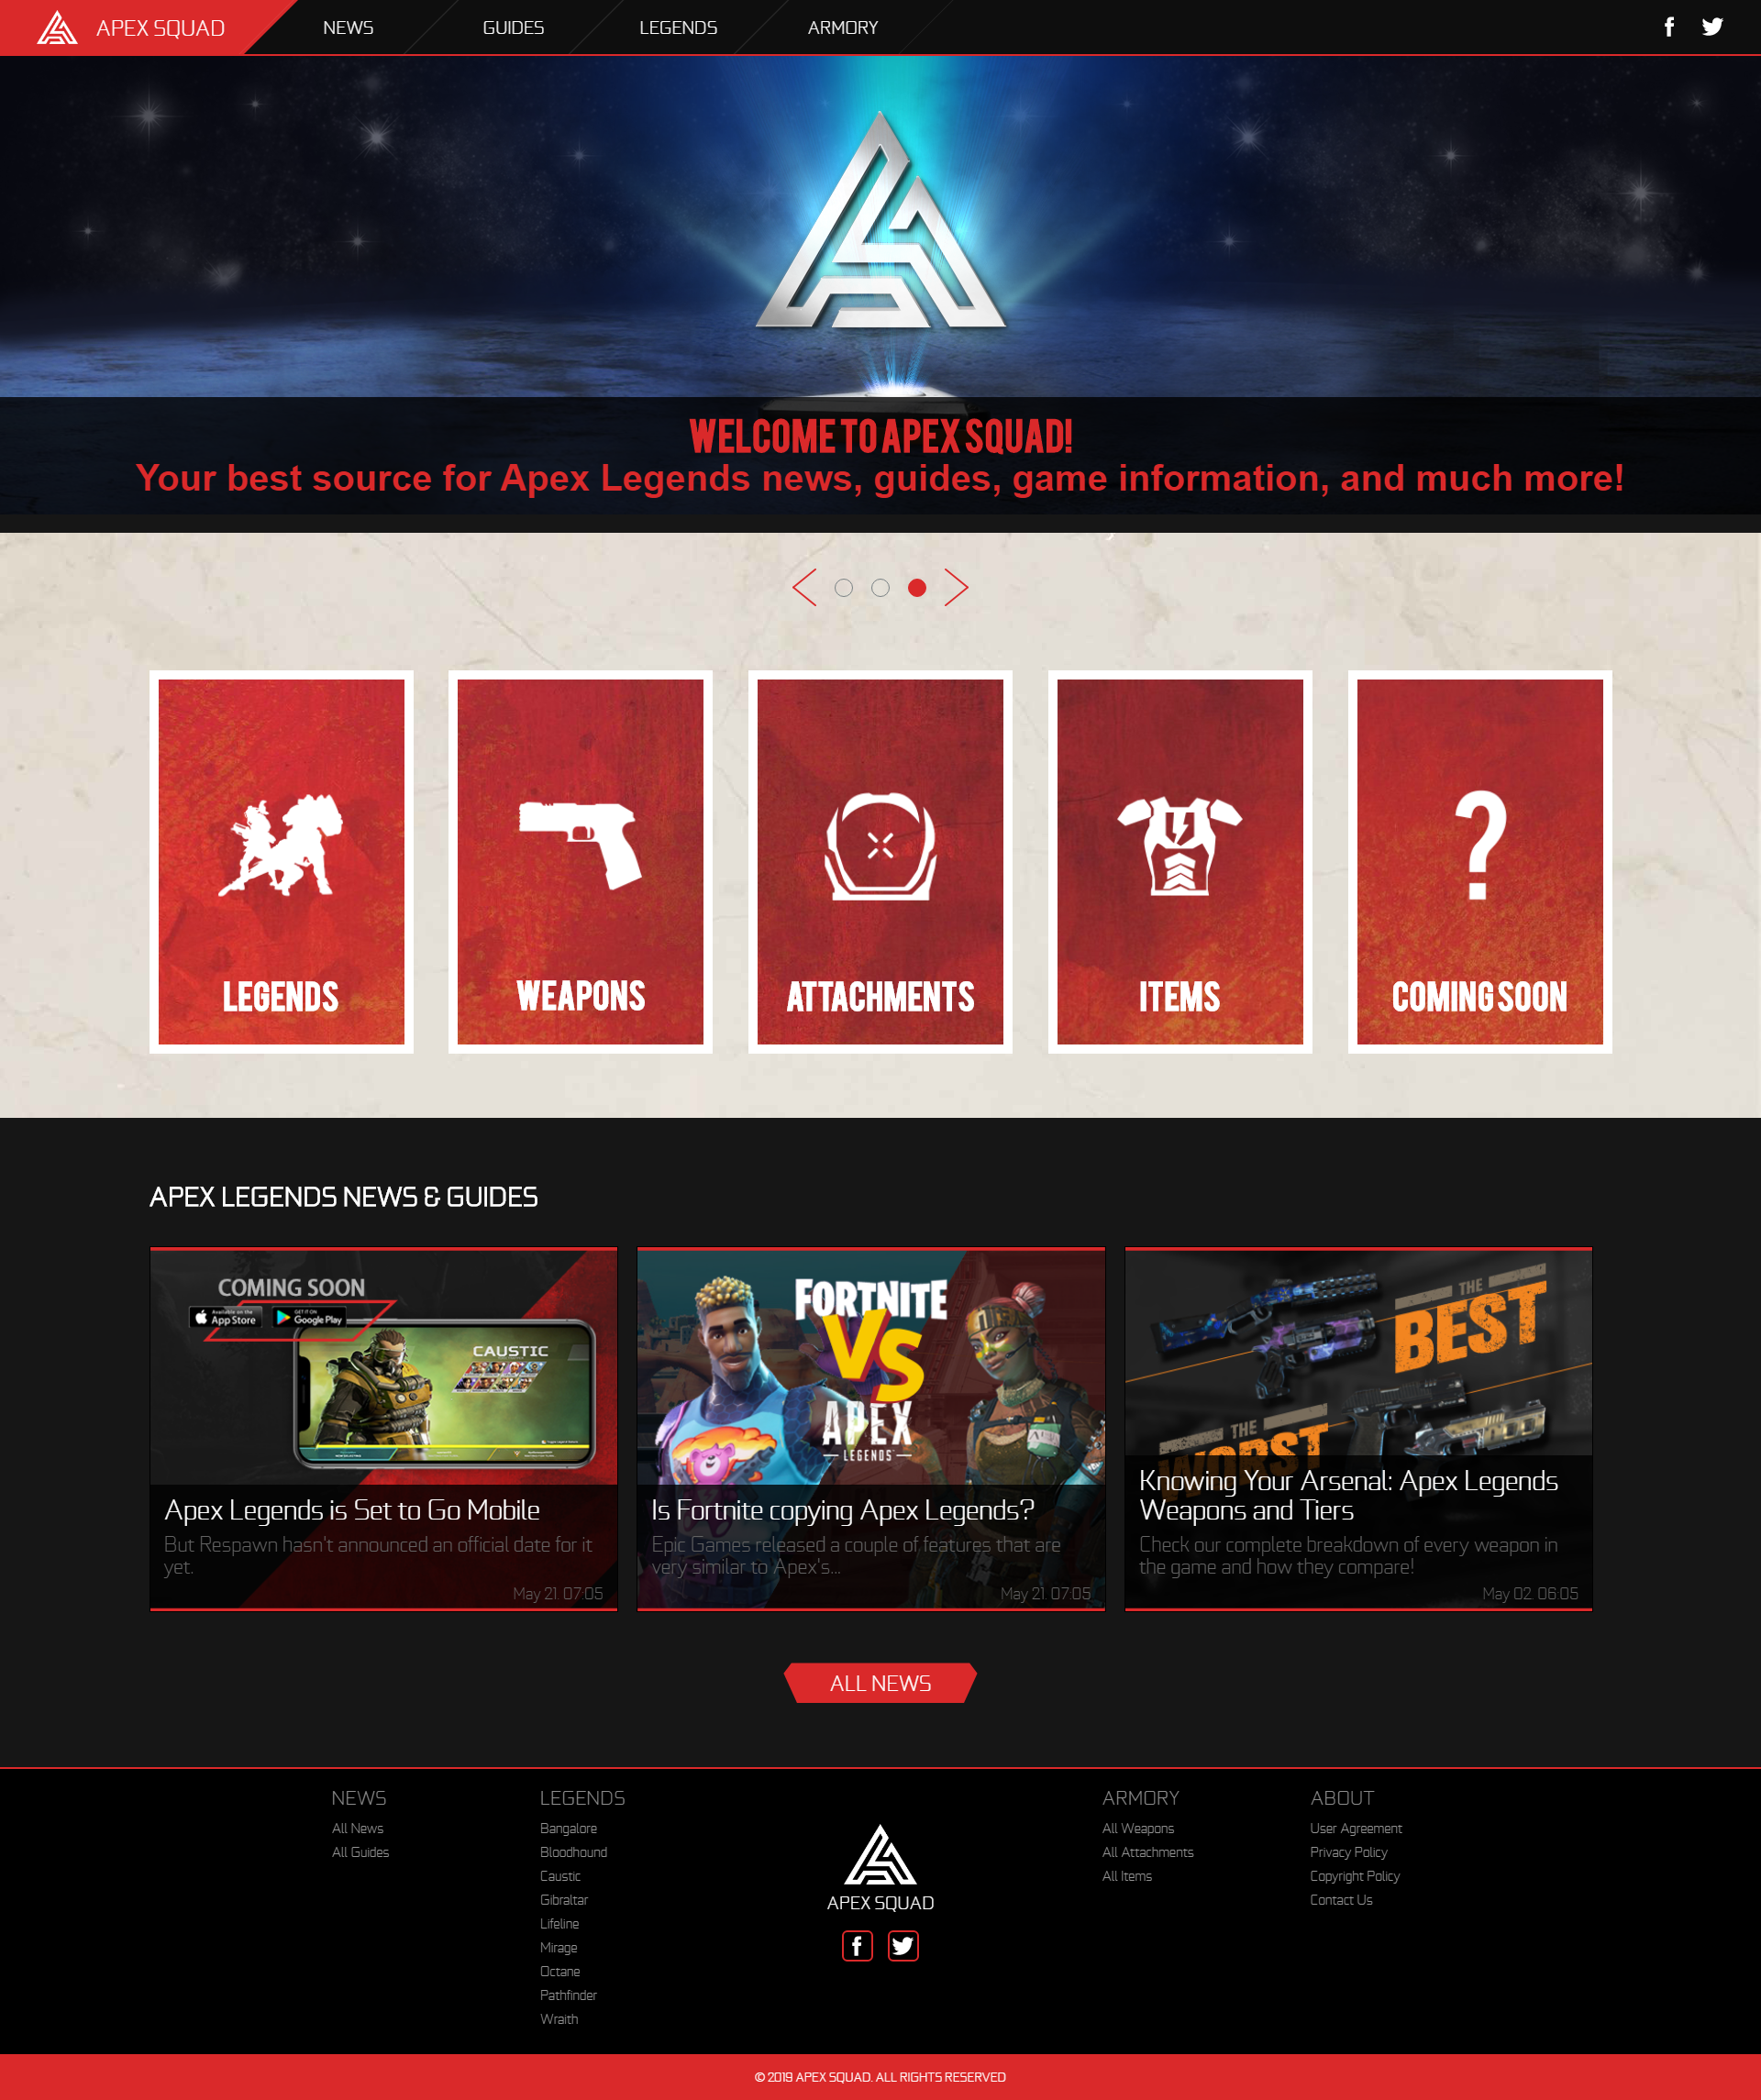 APEX SQUAD
NEWS
GUIDES
LEGENDS
ARMORY
WELCOME TO APEX SQUAD!
Your best source for Apex Legends news, guides, game information, and much more!
LEGENDS
WEAPONS
ATTACHMENTS
ITEMS
COMING SOON
APEX LEGENDS NEWS & GUIDES
COMING SOON
Available on the
App Store
GET IT ON
Google Play
CAUSTIC
Apex Legends is Set to Go Mobile
But Respawn hasn't announced an official date for it
yet.
May 21. 07:05
FORTNITE
VS
APEX
LEGENDS
Is Fortnite copying Apex Legends?
Epic Games released a couple of features that are
very similar to Apex's...
May 21. 07:05
THE
BEST
THE
WORST
Knowing Your Arsenal: Apex Legends
Weapons and Tiers
Check our complete breakdown of every weapon in
the game and how they compare!
May 02. 06:05
ALL NEWS
NEWS
All News
All Guides
LEGENDS
Bangalore
Bloodhound
Caustic
Gibraltar
Lifeline
Mirage
Octane
Pathfinder
Wraith
APEX SQUAD
ARMORY
All Weapons
All Attachments
All Items
ABOUT
User Agreement
Privacy Policy
Copyright Policy
Contact Us
© 2019 APEX SQUAD. ALL RIGHTS RESERVED